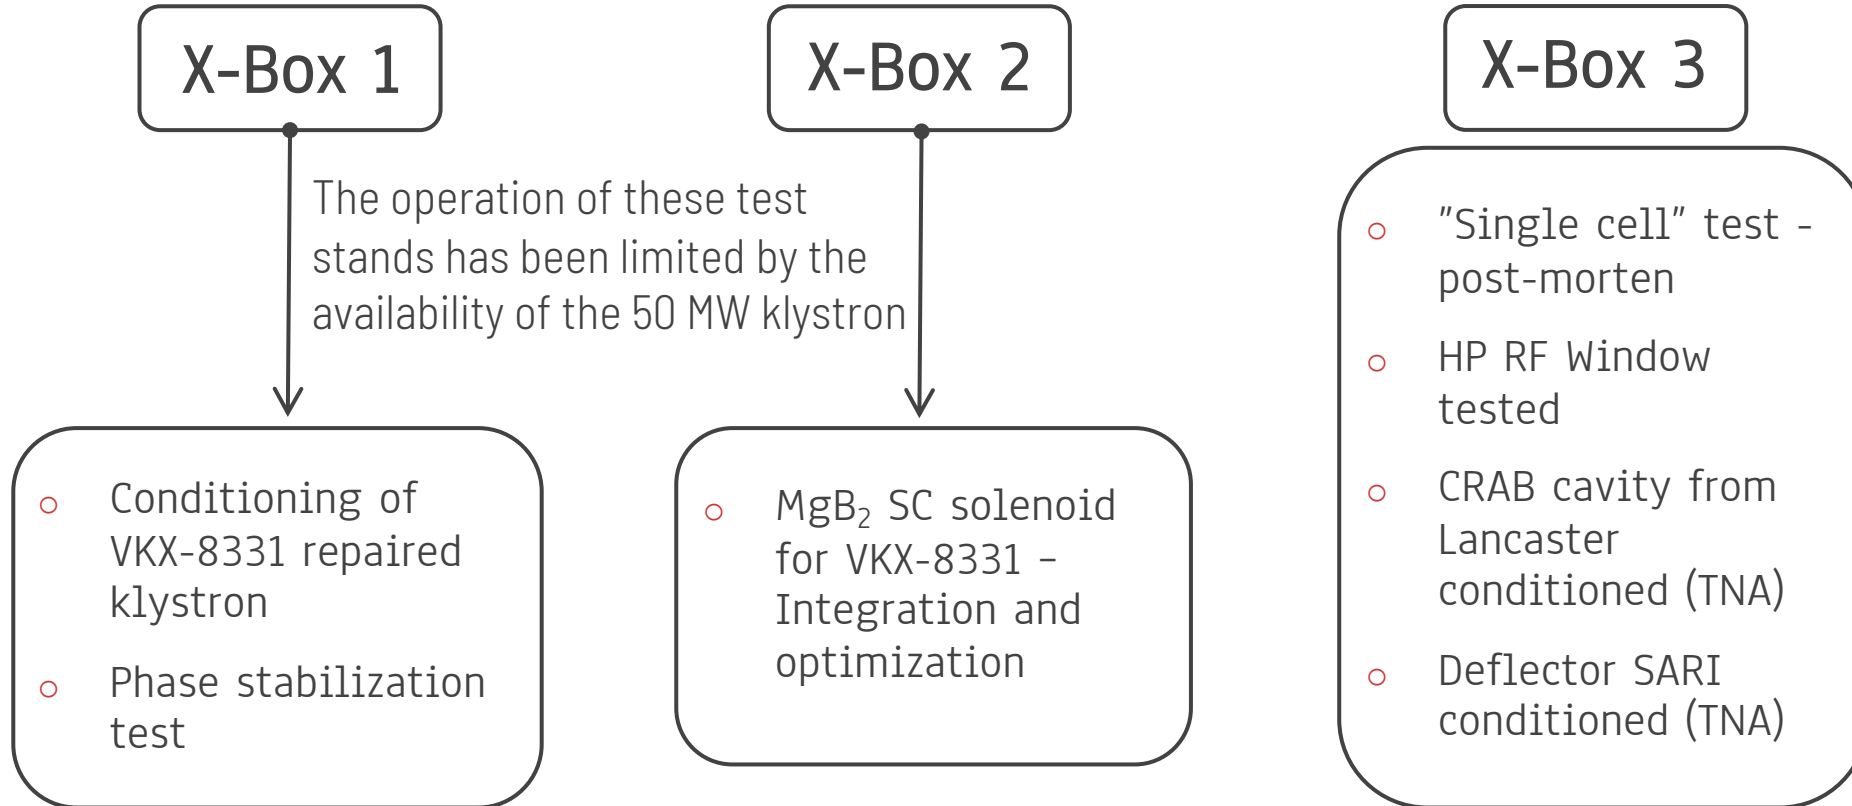 X-Box 1
X-Box 2
X-Box 3
The operation of these test
stands has been limited by the
availability of the 50 MW klystron
Conditioning of
VKX-8331 repaired
klystron
Phase stabilization
test
MgB₂ SC solenoid
for VKX-8331 –
Integration and
optimization
"Single cell" test -
post-morten
HP RF Window
tested
CRAB cavity from
Lancaster
conditioned (TNA)
Deflector SARI
conditioned (TNA)